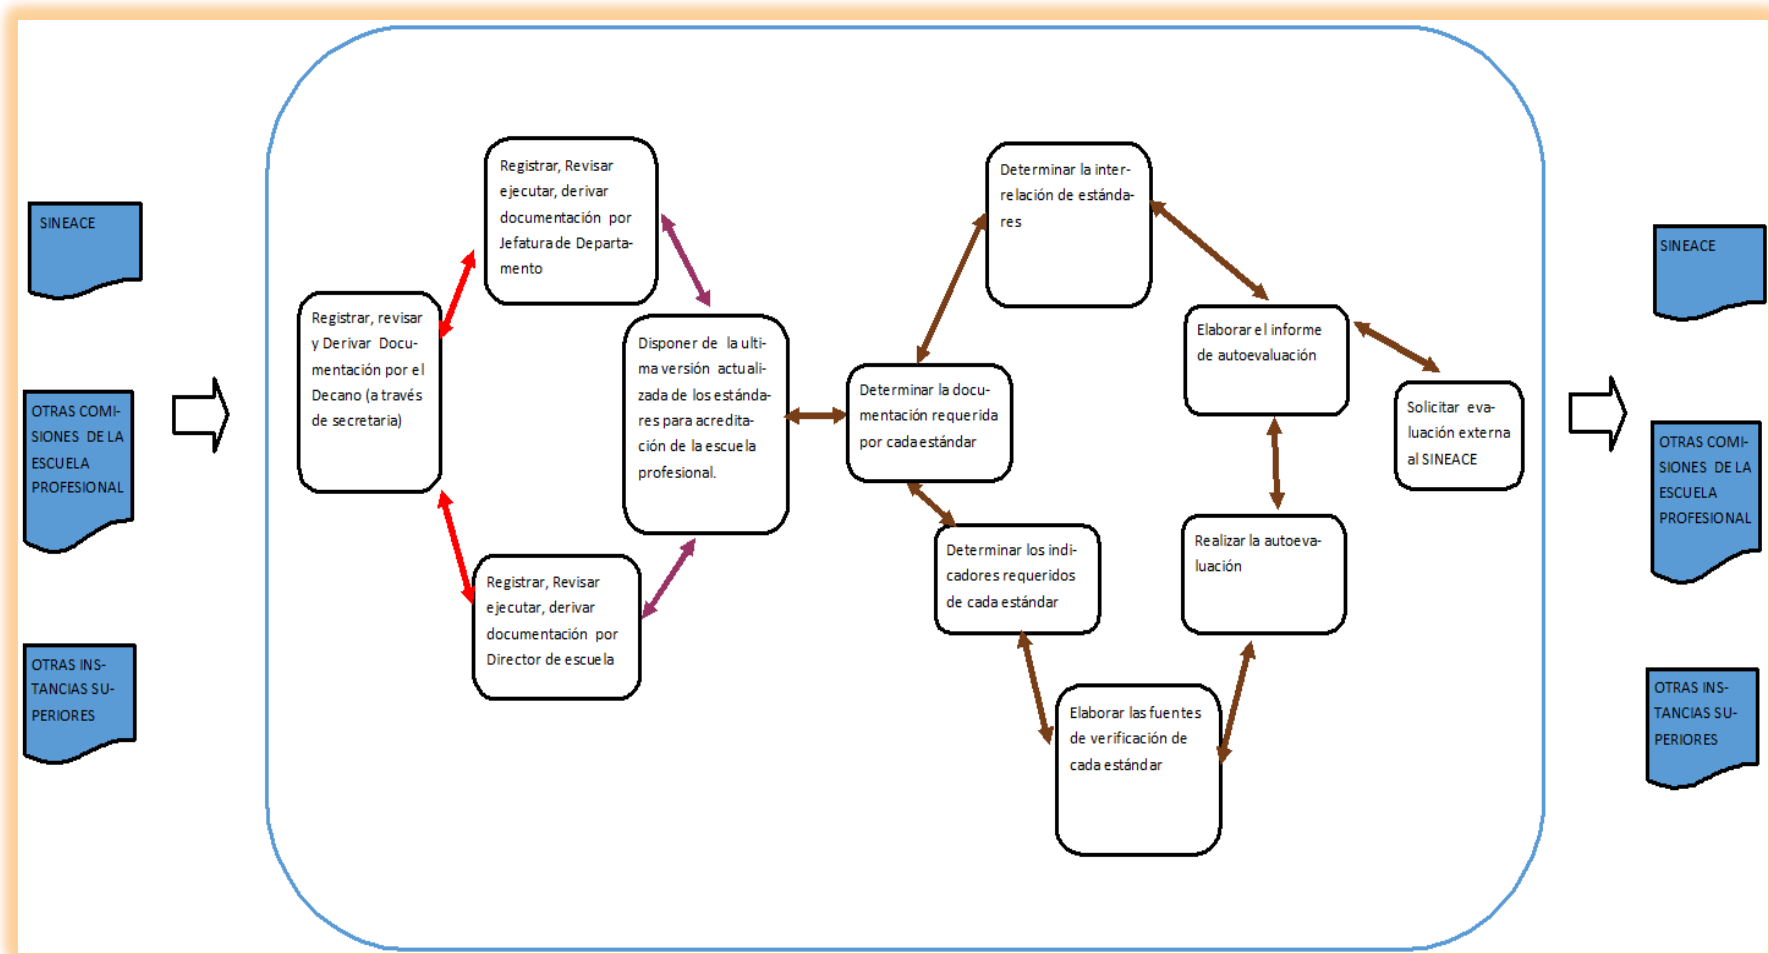 SINEACE
OTRAS COMI-
SIONES DE LA
ESCUELA
PROFESIONAL
OTRAS INS-
TANCIAS SU-
PERIORES
Registrar, revisar
y Derivar Docu-
mentación por el
Decano (a través
de secretaria)
Registrar, Revisar
ejecutar, derivar
documentación por
Jefatura de Departa-
mento
Registrar, Revisar
ejecutar, derivar
documentación por
Director de escuela
Disponer de la ulti-
ma versión actuali-
zada de los estánda-
res para acredita-
ción de la escuela
profesional.
Determinar la docu-
mentación requerida
por cada estándar
Determinar la inter-
relación de estánda-
res
Determinar los indi-
cadores requeridos
de cada estándar
Elaborar las fuentes
de verificación de
cada estándar
Realizar la autoeva-
luación
Elaborar el informe
de autoevaluación
Solicitar eva-
luación externa
al SINEACE
SINEACE
OTRAS COMI-
SIONES DE LA
ESCUELA
PROFESIONAL
OTRAS INS-
TANCIAS SU-
PERIORES